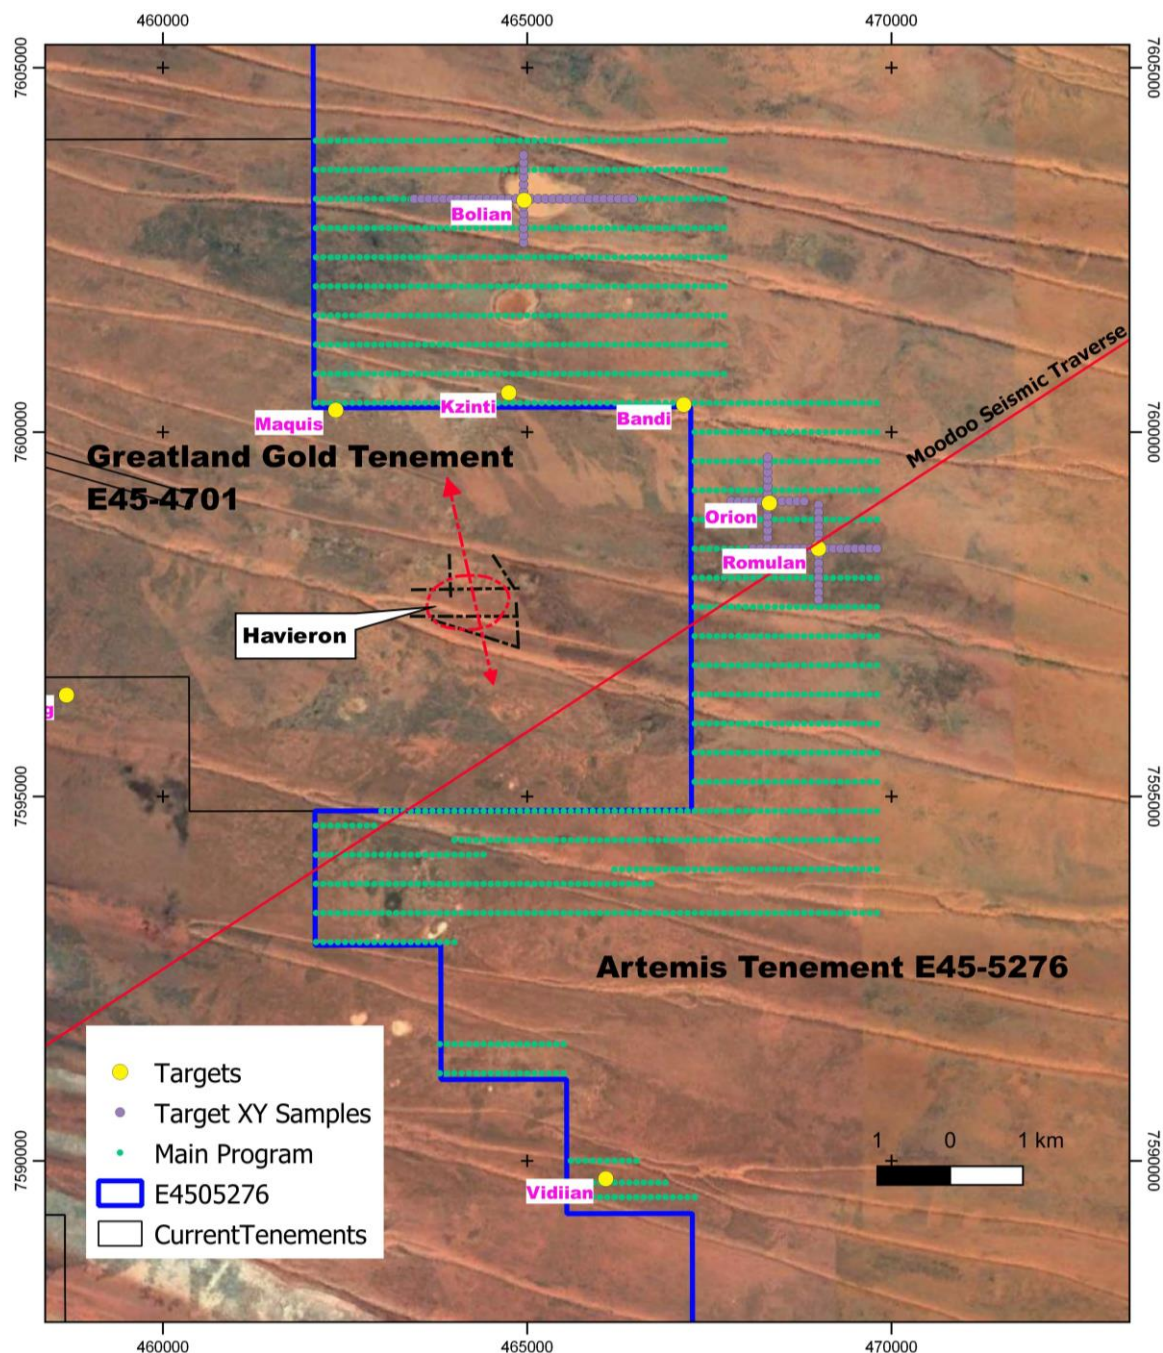 460000
465000
470000
7605000
7605000
Bolian
Moodoo Seismic Traverse
Kzinti
Bandi
Maquis
7600000
7600000
Greatland Gold Tenement
E45-4701
Orion
Romulan
Havieron
g
7595000
7595000
Artemis Tenement E45-5276
Targets
Target XY Samples
Main Program
E4505276
CurrentTenements
1 0 1 km
7590000
7590000
Vidiian
460000
465000
470000